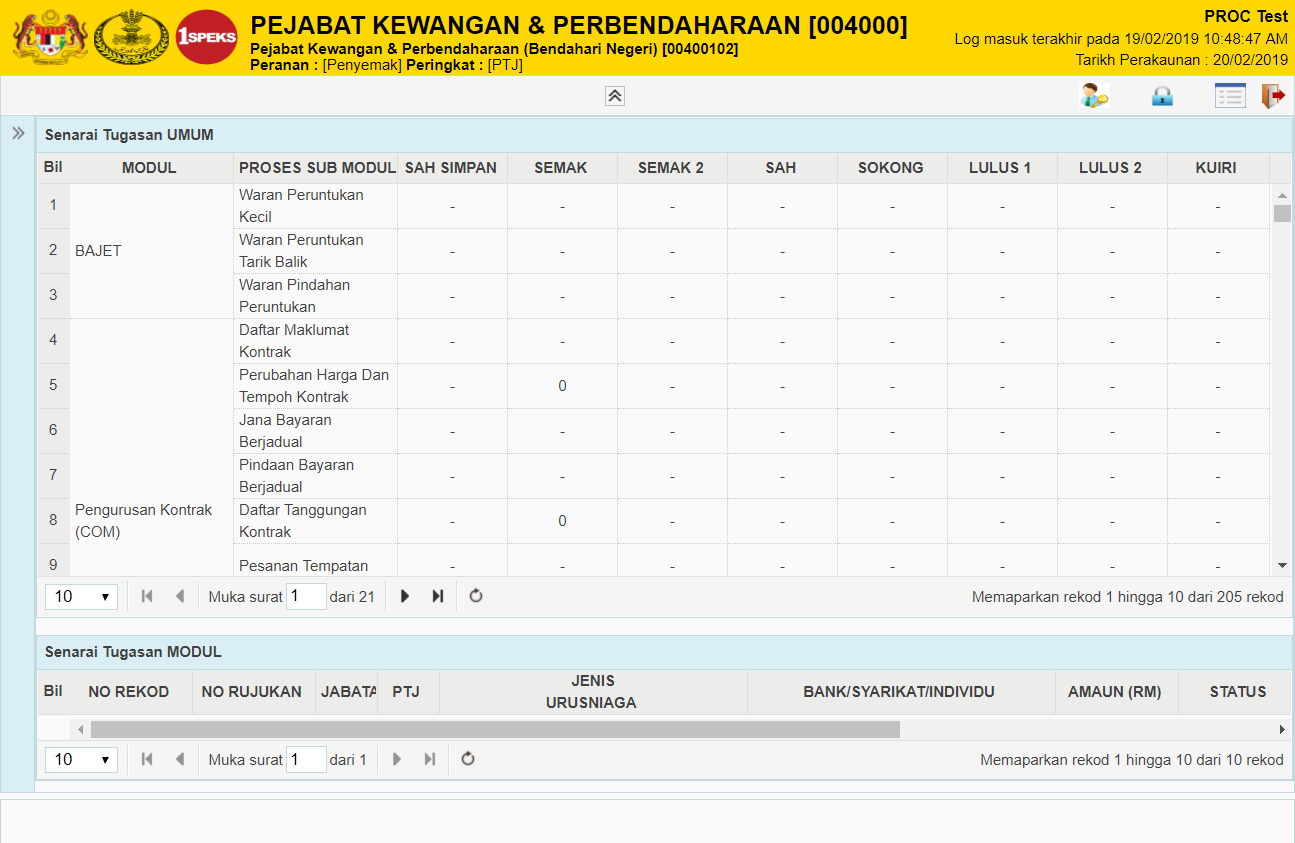 1SPEKS
PEJABAT KEWANGAN & PERBENDAHARAAN [004000]
Pejabat Kewangan & Perbendaharaan (Bendahari Negeri) [00400102]
Peranan : [Penyemak] Peringkat : [PTJ]
PROC Test
Log masuk terakhir pada 19/02/2019 10:48:47 AM
Tarikh Perakaunan : 20/02/2019
Senarai Tugasan UMUM
Bil MODUL PROSES SUB MODUL SAH SIMPAN SEMAK SEMAK 2 SAH SOKONG LULUS 1 LULUS 2 KUIRI
1 Waran Peruntukan - - - - - - - -
Kecil
2 BAJET Waran Peruntukan - - - - - - - -
Tarik Balik
3 Waran Pindahan - - - - - - - -
Peruntukan
4 Daftar Maklumat - - - - - - - -
Kontrak
5 Perubahan Harga Dan - 0 - - - - - -
Tempoh Kontrak
6 Jana Bayaran - - - - - - - -
Berjadual
7 Pindaan Bayaran - - - - - - - -
Berjadual
8 Pengurusan Kontrak Daftar Tanggungan - 0 - - - - - -
(COM) Kontrak
9 Pesanan Tempatan - - - - - - - -
10 Muka surat 1 dari 21 Memaparkan rekod 1 hingga 10 dari 205 rekod
Senarai Tugasan MODUL
Bil NO REKOD NO RUJUKAN JABATA PTJ JENIS BANK/SYARIKAT/INDIVIDU AMAUN (RM) STATUS
URUSNIAGA
10 Muka surat 1 dari 1 Memaparkan rekod 1 hingga 10 dari 10 rekod